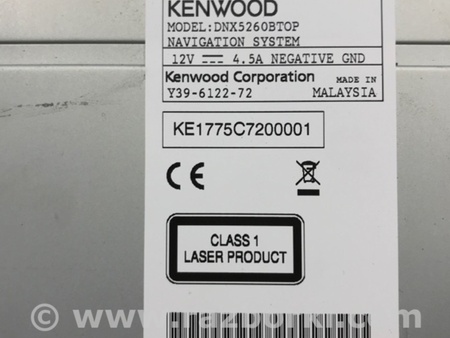 KENWOOD
MODEL:DNX5260BTOP
NAVIGATION SYSTEM
12V 4.5A NEGATIVE GND
Kenwood Corporation MADE IN
Y39-6122-72 MALAYSIA
KE1775C7200001
CE
CLASS 1
LASER PRODUCT